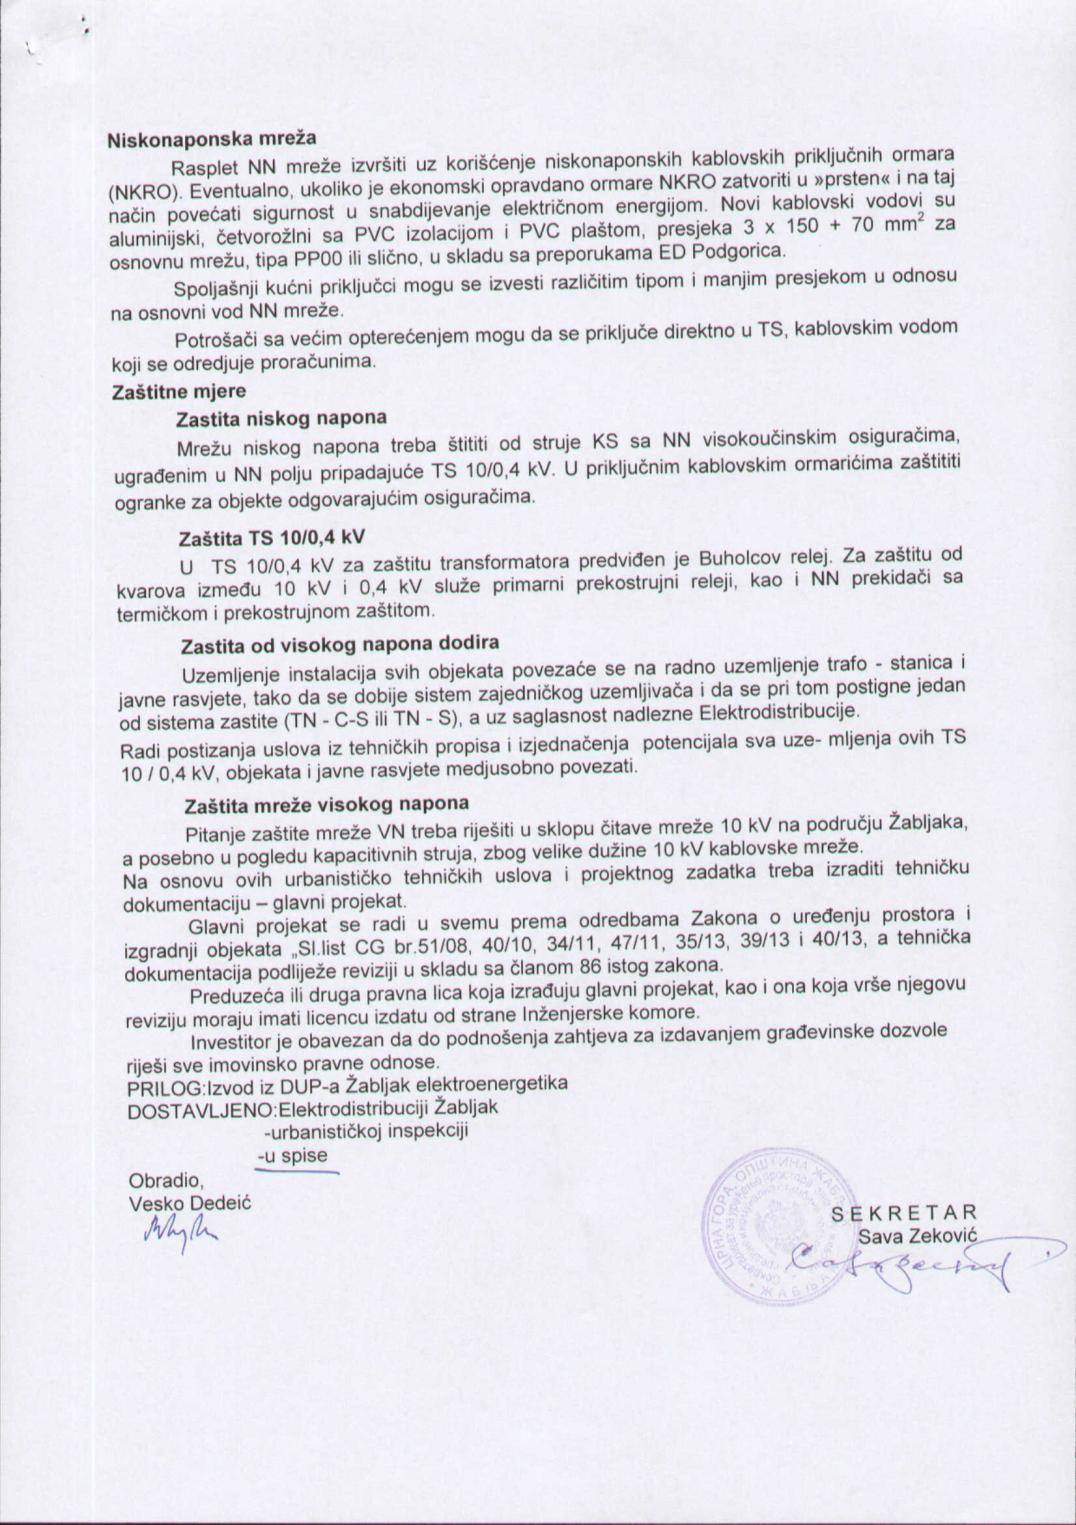 Niskonaponska mreža
Rasplet NN mreže izvršiti uz korišćenje niskonaponskih kablovskih priključnih ormara
(NKRO). Eventualno, ukoliko je ekonomski opravdano ormare NKRO zatvoriti u »prsten« i na taj
način povećati sigurnost u snabdijevanje električnom energijom. Novi kablovski vodovi su
aluminijski, četvorožlni sa PVC izolacijom i PVC plaštom, presjeka 3 x 150 + 70 mm² za
osnovnu mrežu, tipa PP00 ili slično, u skladu sa preporukama ED Podgorica.
Spoljašnji kućni priključci mogu se izvesti različitim tipom i manjim presjekom u odnosu
na osnovni vod NN mreže.
Potrošači sa većim opterećenjem mogu da se priključe direktno u TS, kablovskim vodom
koji se odredjuje proračunima.
Zaštitne mjere
Zastita niskog napona
Mrežu niskog napona treba štititi od struje KS sa NN visokoučinskim osiguračima,
ugrađenim u NN polju pripadajuće TS 10/0,4 kV. U priključnim kablovskim ormarićima zaštititi
ogranke za objekte odgovarajućim osiguračima.
Zaštita TS 10/0,4 kV
U TS 10/0,4 kV za zaštitu transformatora predviđen je Buholcov relej. Za zaštitu od
kvarova između 10 kV i 0,4 kV služe primarni prekostrujni releji, kao i NN prekidači sa
termičkom i prekostrujnom zaštitom.
Zastita od visokog napona dodira
Uzemljenje instalacija svih objekata povezaće se na radno uzemljenje trafo - stanica i
javne rasvjete, tako da se dobije sistem zajedničkog uzemljivača i da se pri tom postigne jedan
od sistema zastite (TN - C-S ili TN - S), a uz saglasnost nadlezne Elektrodistribucije.
Radi postizanja uslova iz tehničkih propisa i izjednačenja potencijala sva uze- mljenja ovih TS
10 / 0,4 kV, objekata i javne rasvjete medjusobno povezati.
Zaštita mreže visokog napona
Pitanje zaštite mreže VN treba riješiti u sklopu čitave mreže 10 kV na području Žabljaka,
a posebno u pogledu kapacitivnih struja, zbog velike dužine 10 kV kablovske mreže.
Na osnovu ovih urbanističko tehničkih uslova i projektnog zadatka treba izraditi tehničku
dokumentaciju – glavni projekat.
Glavni projekat se radi u svemu prema odredbama Zakona o uređenju prostora i
izgradnji objekata „Sl.list CG br.51/08, 40/10, 34/11, 47/11, 35/13, 39/13 i 40/13, a tehnička
dokumentacija podliježe reviziji u skladu sa članom 86 istog zakona.
Preduzeća ili druga pravna lica koja izrađuju glavni projekat, kao i ona koja vrše njegovu
reviziju moraju imati licencu izdatu od strane Inženjerske komore.
Investitor je obavezan da do podnošenja zahtjeva za izdavanjem građevinske dozvole
riješi sve imovinsko pravne odnose.
PRILOG:Izvod iz DUP-a Žabljak elektroenergetika
DOSTAVLJENO:Elektrodistribuciji Žabljak
-urbanističkoj inspekciji
-u spise
Obradio,
Vesko Dedeić
S E K R E T A R
Sava Zeković
ЦРНА ГОРА, ОПШТИНА